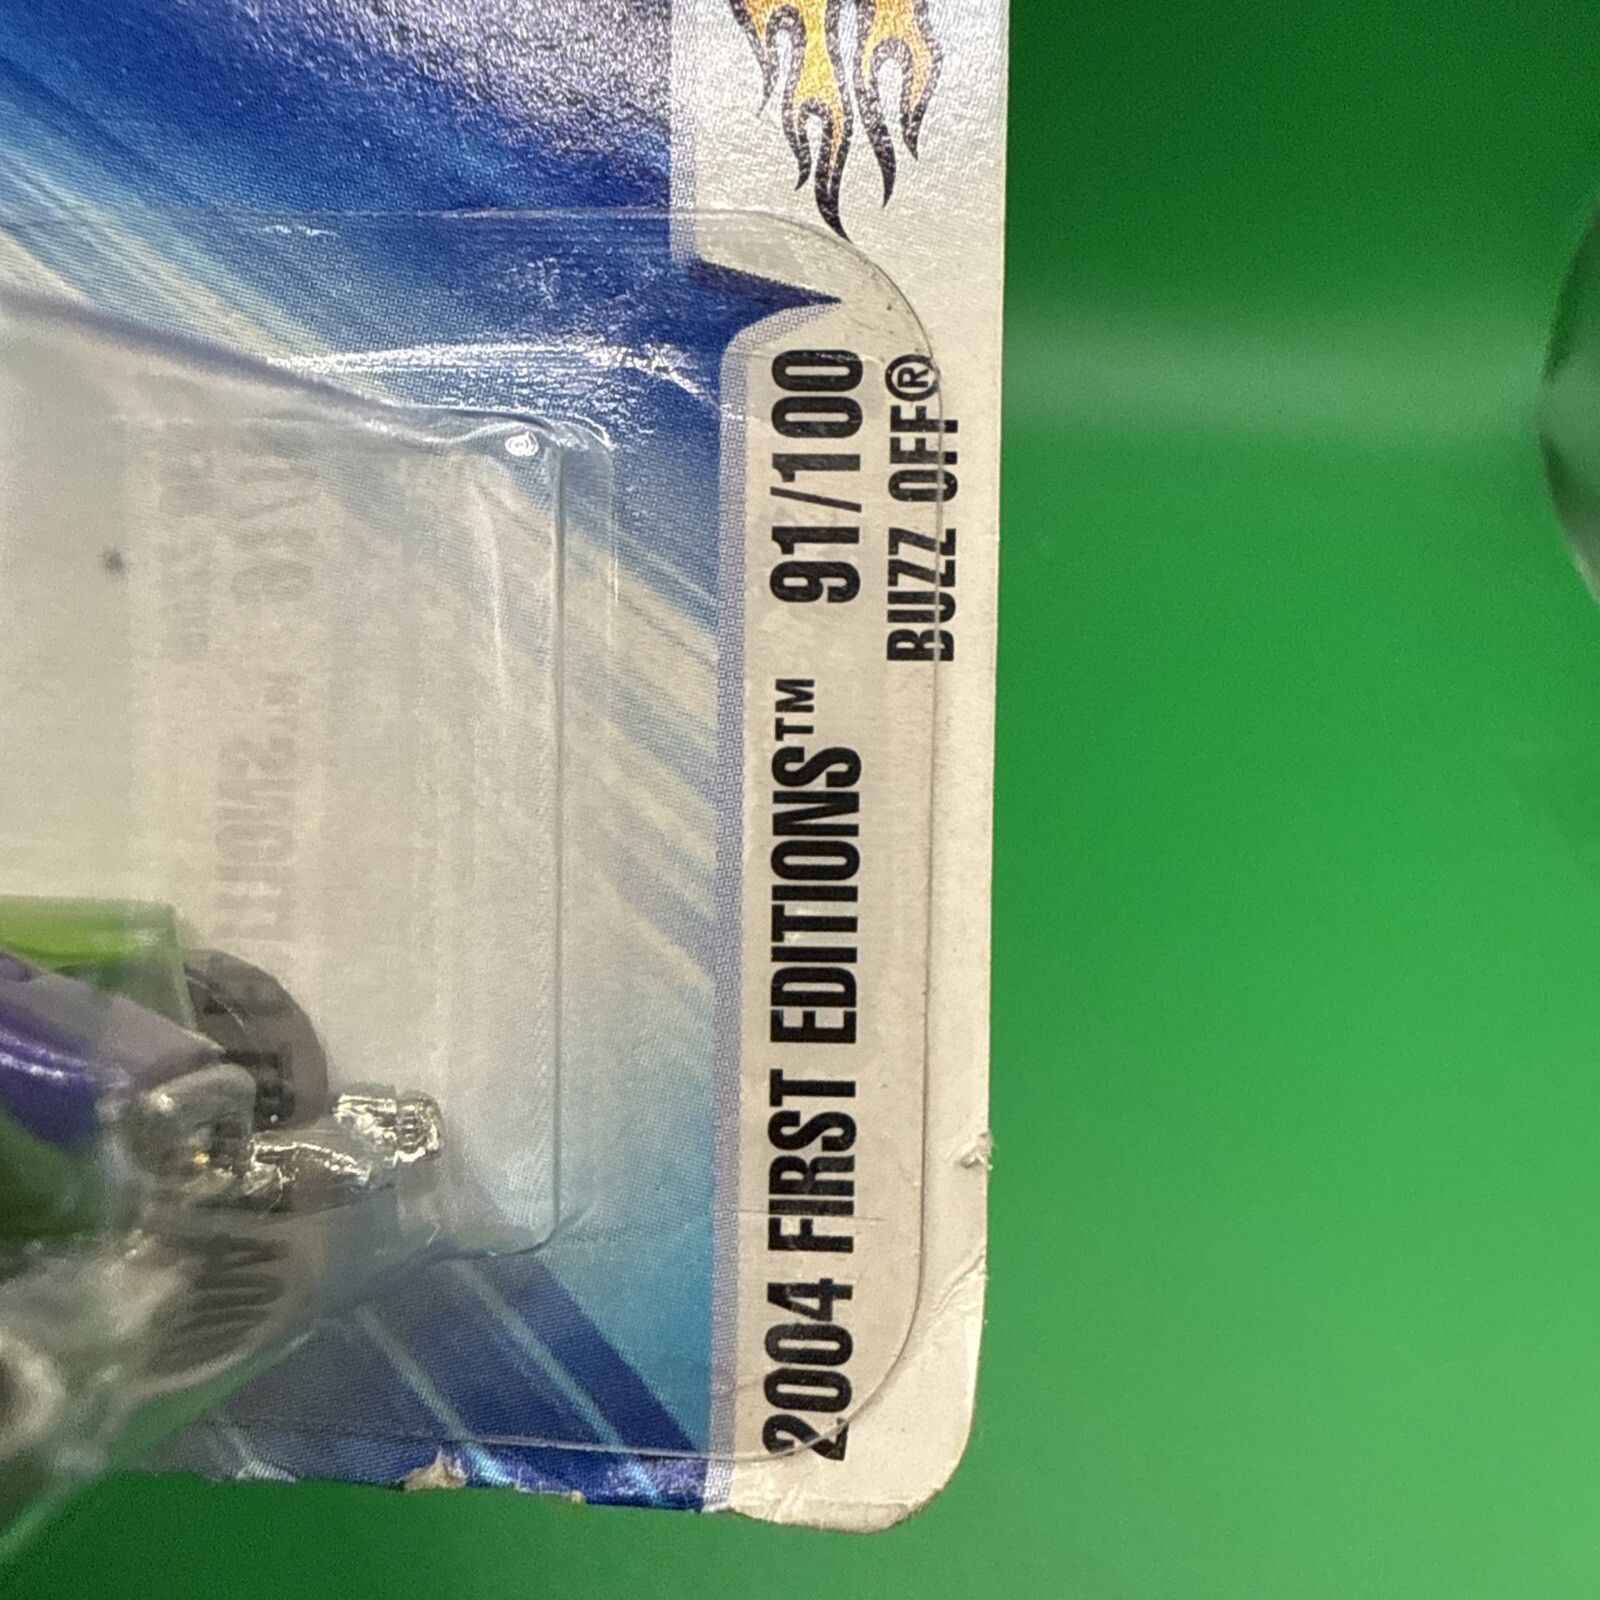 2004 FIRST EDITIONS™ 91/100
BUZZ OFF®